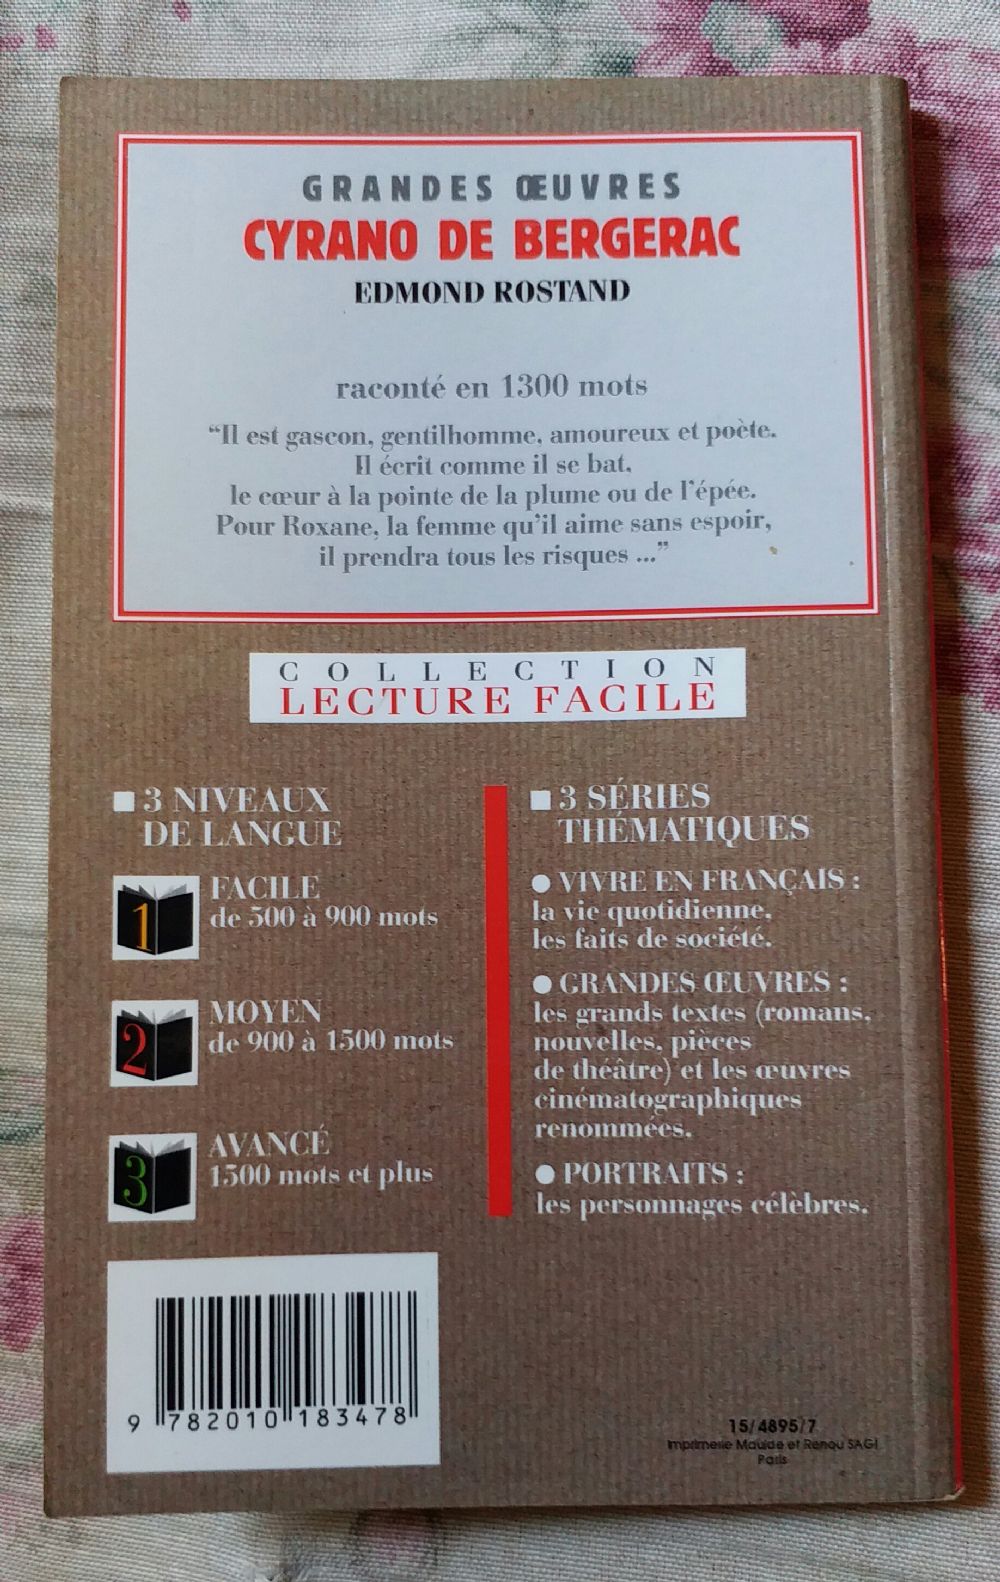 GRANDES ŒUVRES
CYRANO DE BERGERAC
EDMOND ROSTAND
raconté en 1300 mots
“Il est gascon, gentilhomme, amoureux et poète.
Il écrit comme il se bat,
le cœur à la pointe de la plume ou de l'épée.
Pour Roxane, la femme qu'il aime sans espoir,
il prendra tous les risques ...”
COLLECTION
LECTURE FACILE
3 NIVEAUX
DE LANGUE
1
FACILE
de 500 à 900 mots
2
MOYEN
de 900 à 1500 mots
3
AVANCÉ
1500 mots et plus
3 SÉRIES
THÉMATIQUES
● VIVRE EN FRANÇAIS :
la vie quotidienne,
les faits de société.
● GRANDES ŒUVRES :
les grands textes (romans,
nouvelles, pièces
de théâtre) et les œuvres
cinématographiques
renommées.
● PORTRAITS :
les personnages célèbres.
9 782010 183478
15/4895/7
Imprimerie Maulde et Renou SAGI
Paris